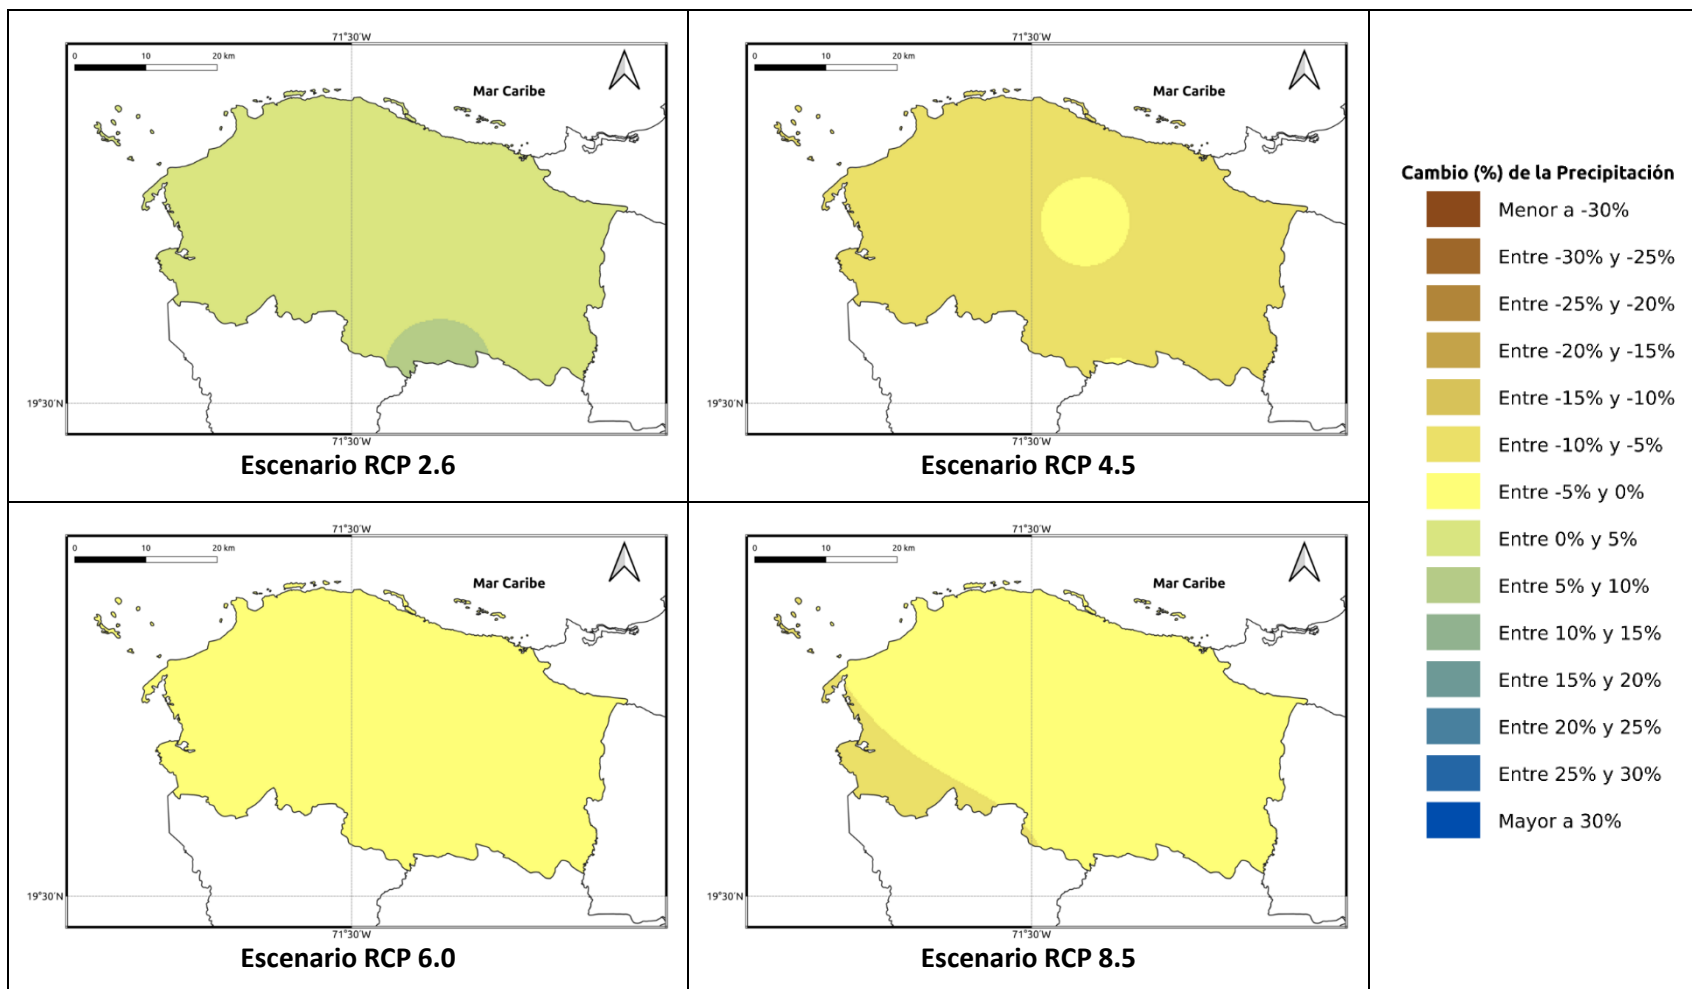 71°30'W
0 10 20 km
Mar Caribe
19°30'N
71°30'W
Escenario RCP 2.6
71°30'W
0 10 20 km
Mar Caribe
19°30'N
71°30'W
Escenario RCP 4.5
71°30'W
0 10 20 km
Mar Caribe
19°30'N
71°30'W
Escenario RCP 6.0
71°30'W
0 10 20 km
Mar Caribe
19°30'N
71°30'W
Escenario RCP 8.5
Cambio (%) de la Precipitación
Menor a -30%
Entre -30% y -25%
Entre -25% y -20%
Entre -20% y -15%
Entre -15% y -10%
Entre -10% y -5%
Entre -5% y 0%
Entre 0% y 5%
Entre 5% y 10%
Entre 10% y 15%
Entre 15% y 20%
Entre 20% y 25%
Entre 25% y 30%
Mayor a 30%